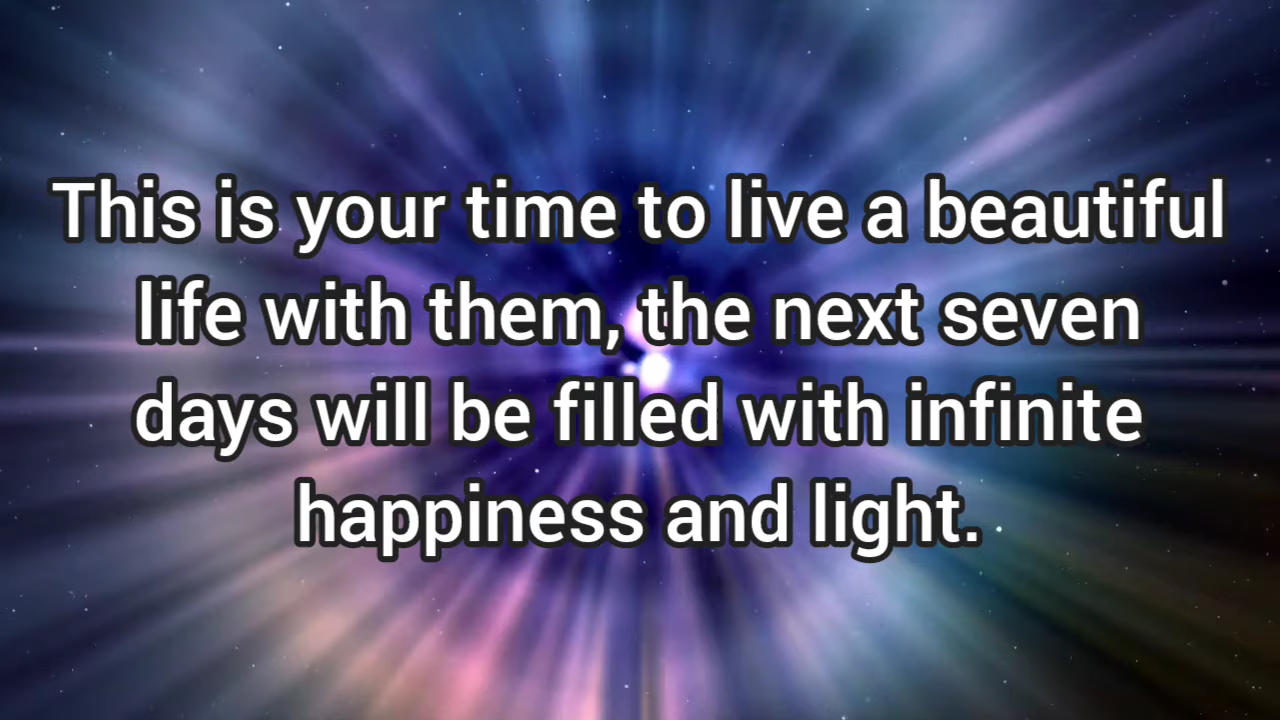 This is your time to live a beautiful
life with them, the next seven
days will be filled with infinite
happiness and light.